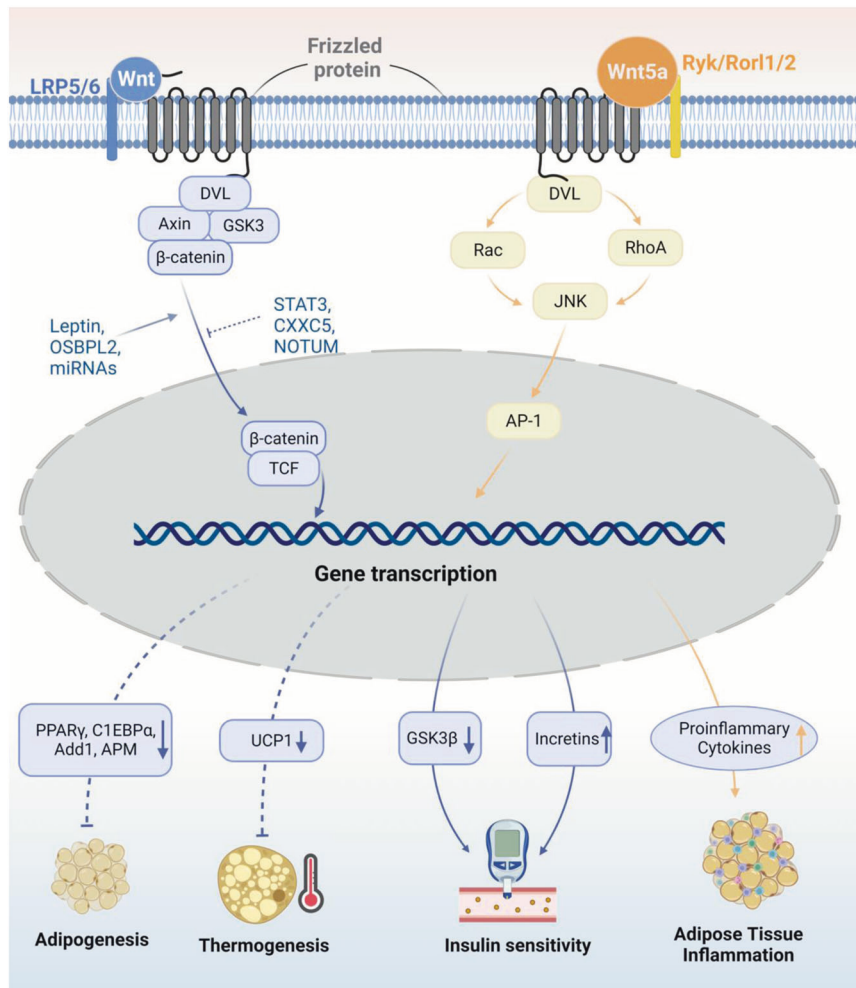 Frizzled
protein
LRP5/6
Wnt
Wnt5a
Ryk/Rorl1/2
DVL
Axin
GSK3
β-catenin
DVL
Rac
RhoA
JNK
Leptin,
OSBPL2,
miRNAs
STAT3,
CXXC5,
NOTUM
AP-1
β-catenin
TCF
Gene transcription
PPARγ, C1EBPα,
Add1, APM
UCP1
GSK3β
Incretins
Proinflammary
Cytokines
Adipogenesis
Thermogenesis
Insulin sensitivity
Adipose Tissue
Inflammation